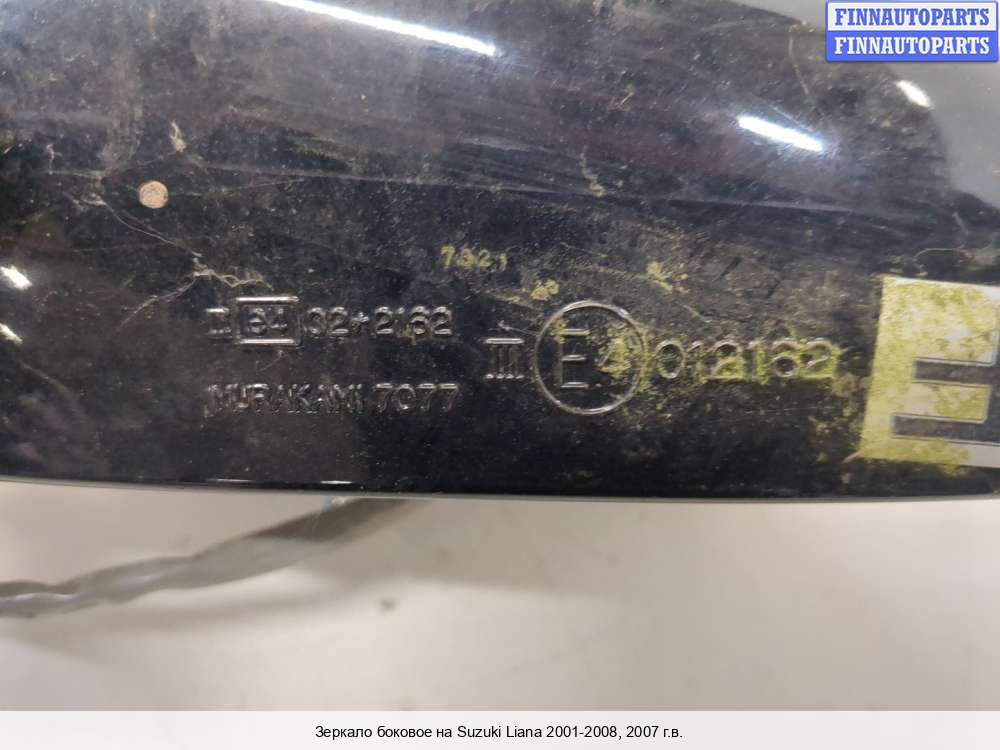 FINNAUTOPARTS
FINNAUTOPARTS
7321
II e4 02*2162
MURAKAMI 7077
III E4 012162
E
Зеркало боковое на Suzuki Liana 2001-2008, 2007 г.в.